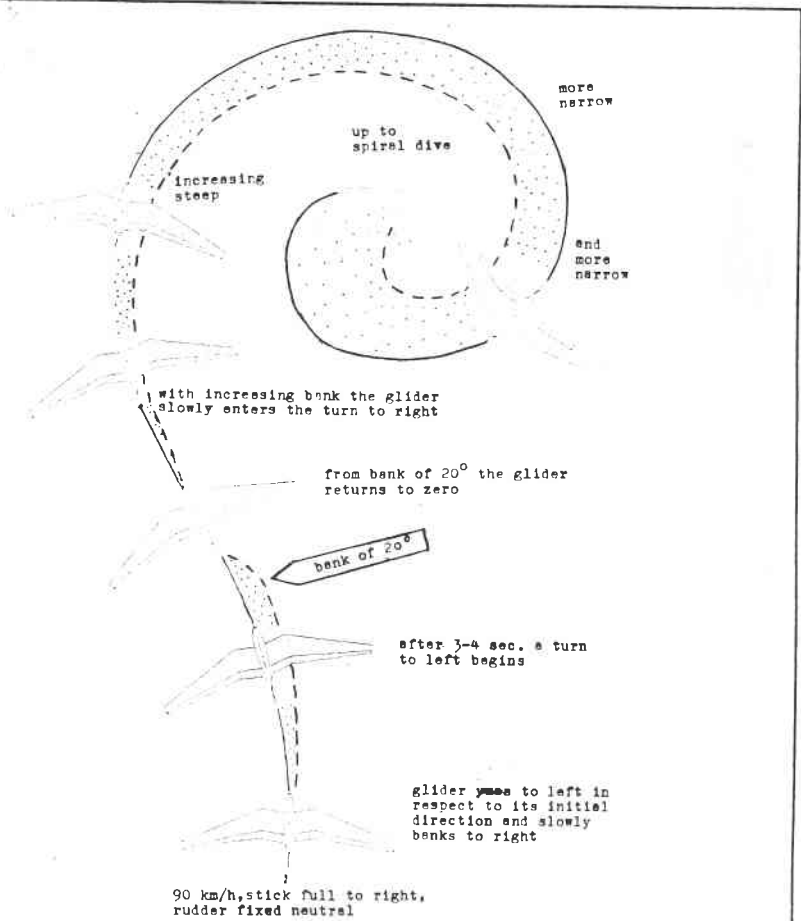 more
narrow
up to
spiral dive
increasing
steep
and
more
narrow
with increasing bank the glider
slowly enters the turn to right
from bank of 20° the glider
returns to zero
bank of 20°
after 3-4 sec. a turn
to left begins
glider to left in
respect to its initial
direction and slowly
banks to right
90 km/h, stick full to right,
rudder fixed neutral